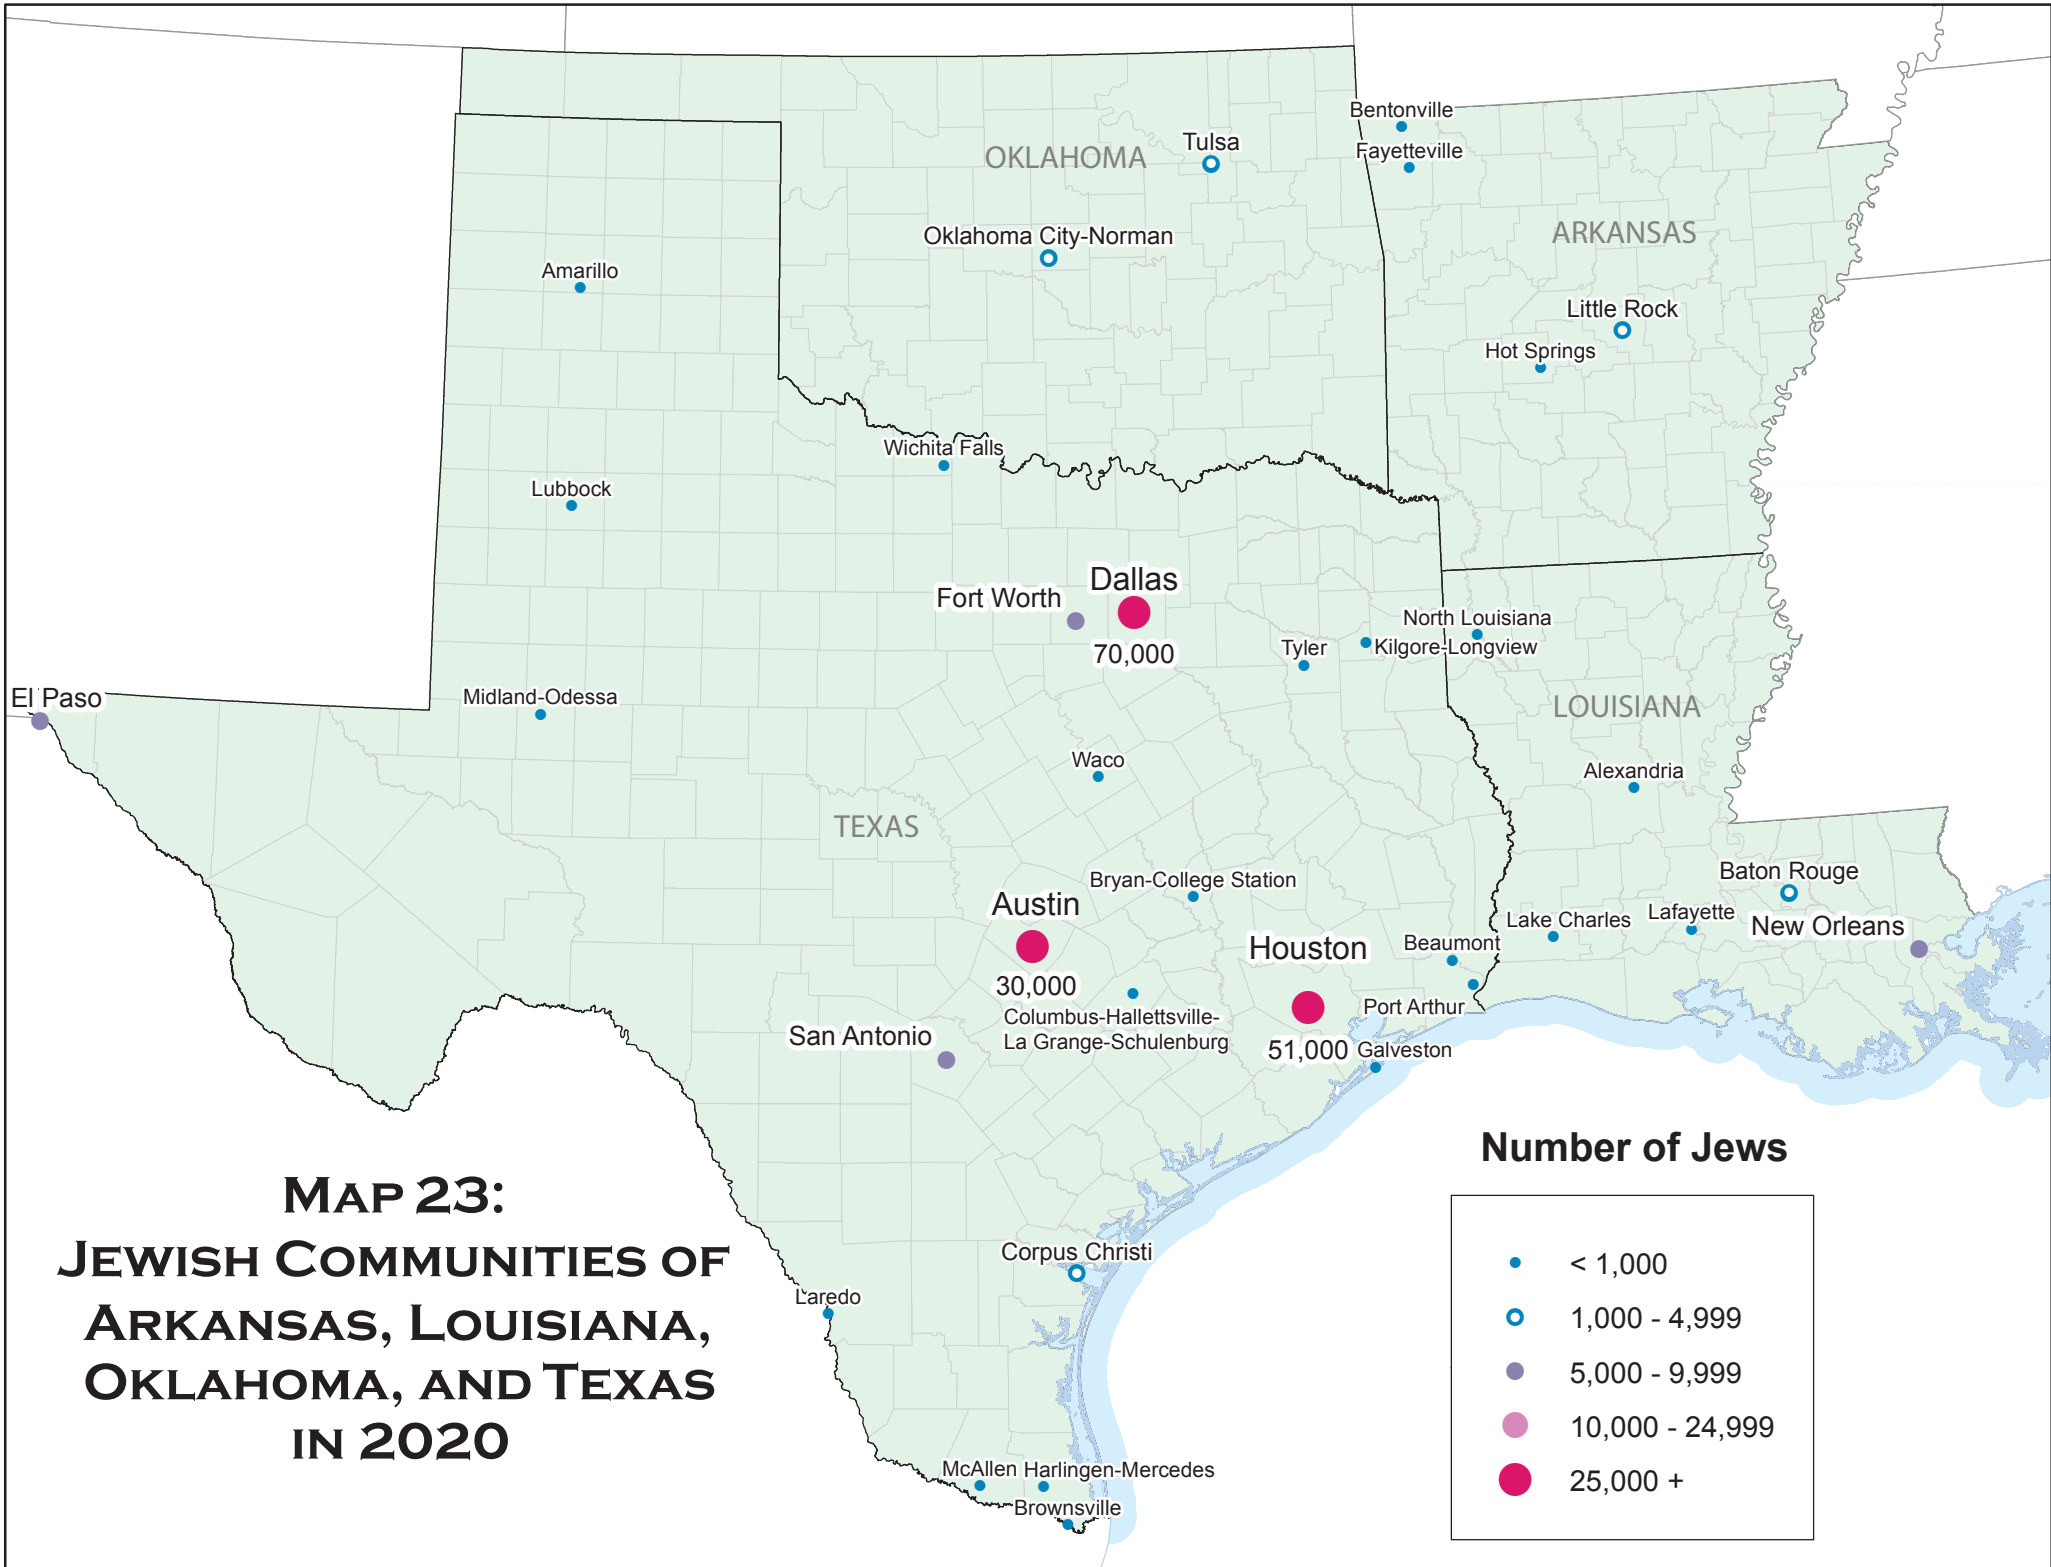 Bentonville
Fayetteville
OKLAHOMA
Tulsa
Oklahoma City-Norman
ARKANSAS
Amarillo
Little Rock
Hot Springs
Wichita Falls
Lubbock
Dallas
Fort Worth
70,000
North Louisiana
Kilgore-Longview
Tyler
El Paso
Midland-Odessa
LOUISIANA
Waco
Alexandria
TEXAS
Baton Rouge
Bryan-College Station
Austin
Lake Charles
Lafayette
New Orleans
Houston
Beaumont
30,000
Port Arthur
Columbus-Hallettsville-
La Grange-Schulenburg
San Antonio
51,000
Galveston
Number of Jews
MAP 23:
JEWISH COMMUNITIES OF
ARKANSAS, LOUISIANA,
OKLAHOMA, AND TEXAS
IN 2020
Corpus Christi
Laredo
< 1,000
1,000 - 4,999
5,000 - 9,999
10,000 - 24,999
25,000 +
McAllen
Harlingen-Mercedes
Brownsville